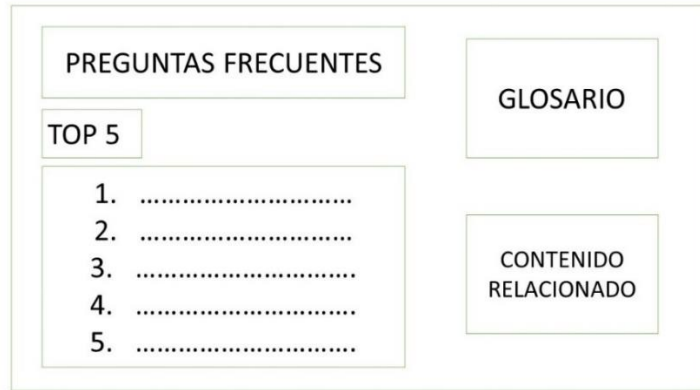 PREGUNTAS FRECUENTES
TOP 5
1. ..............................
2. ..............................
3. ...............................
4. ...............................
5. ...............................
GLOSARIO
CONTENIDO
RELACIONADO